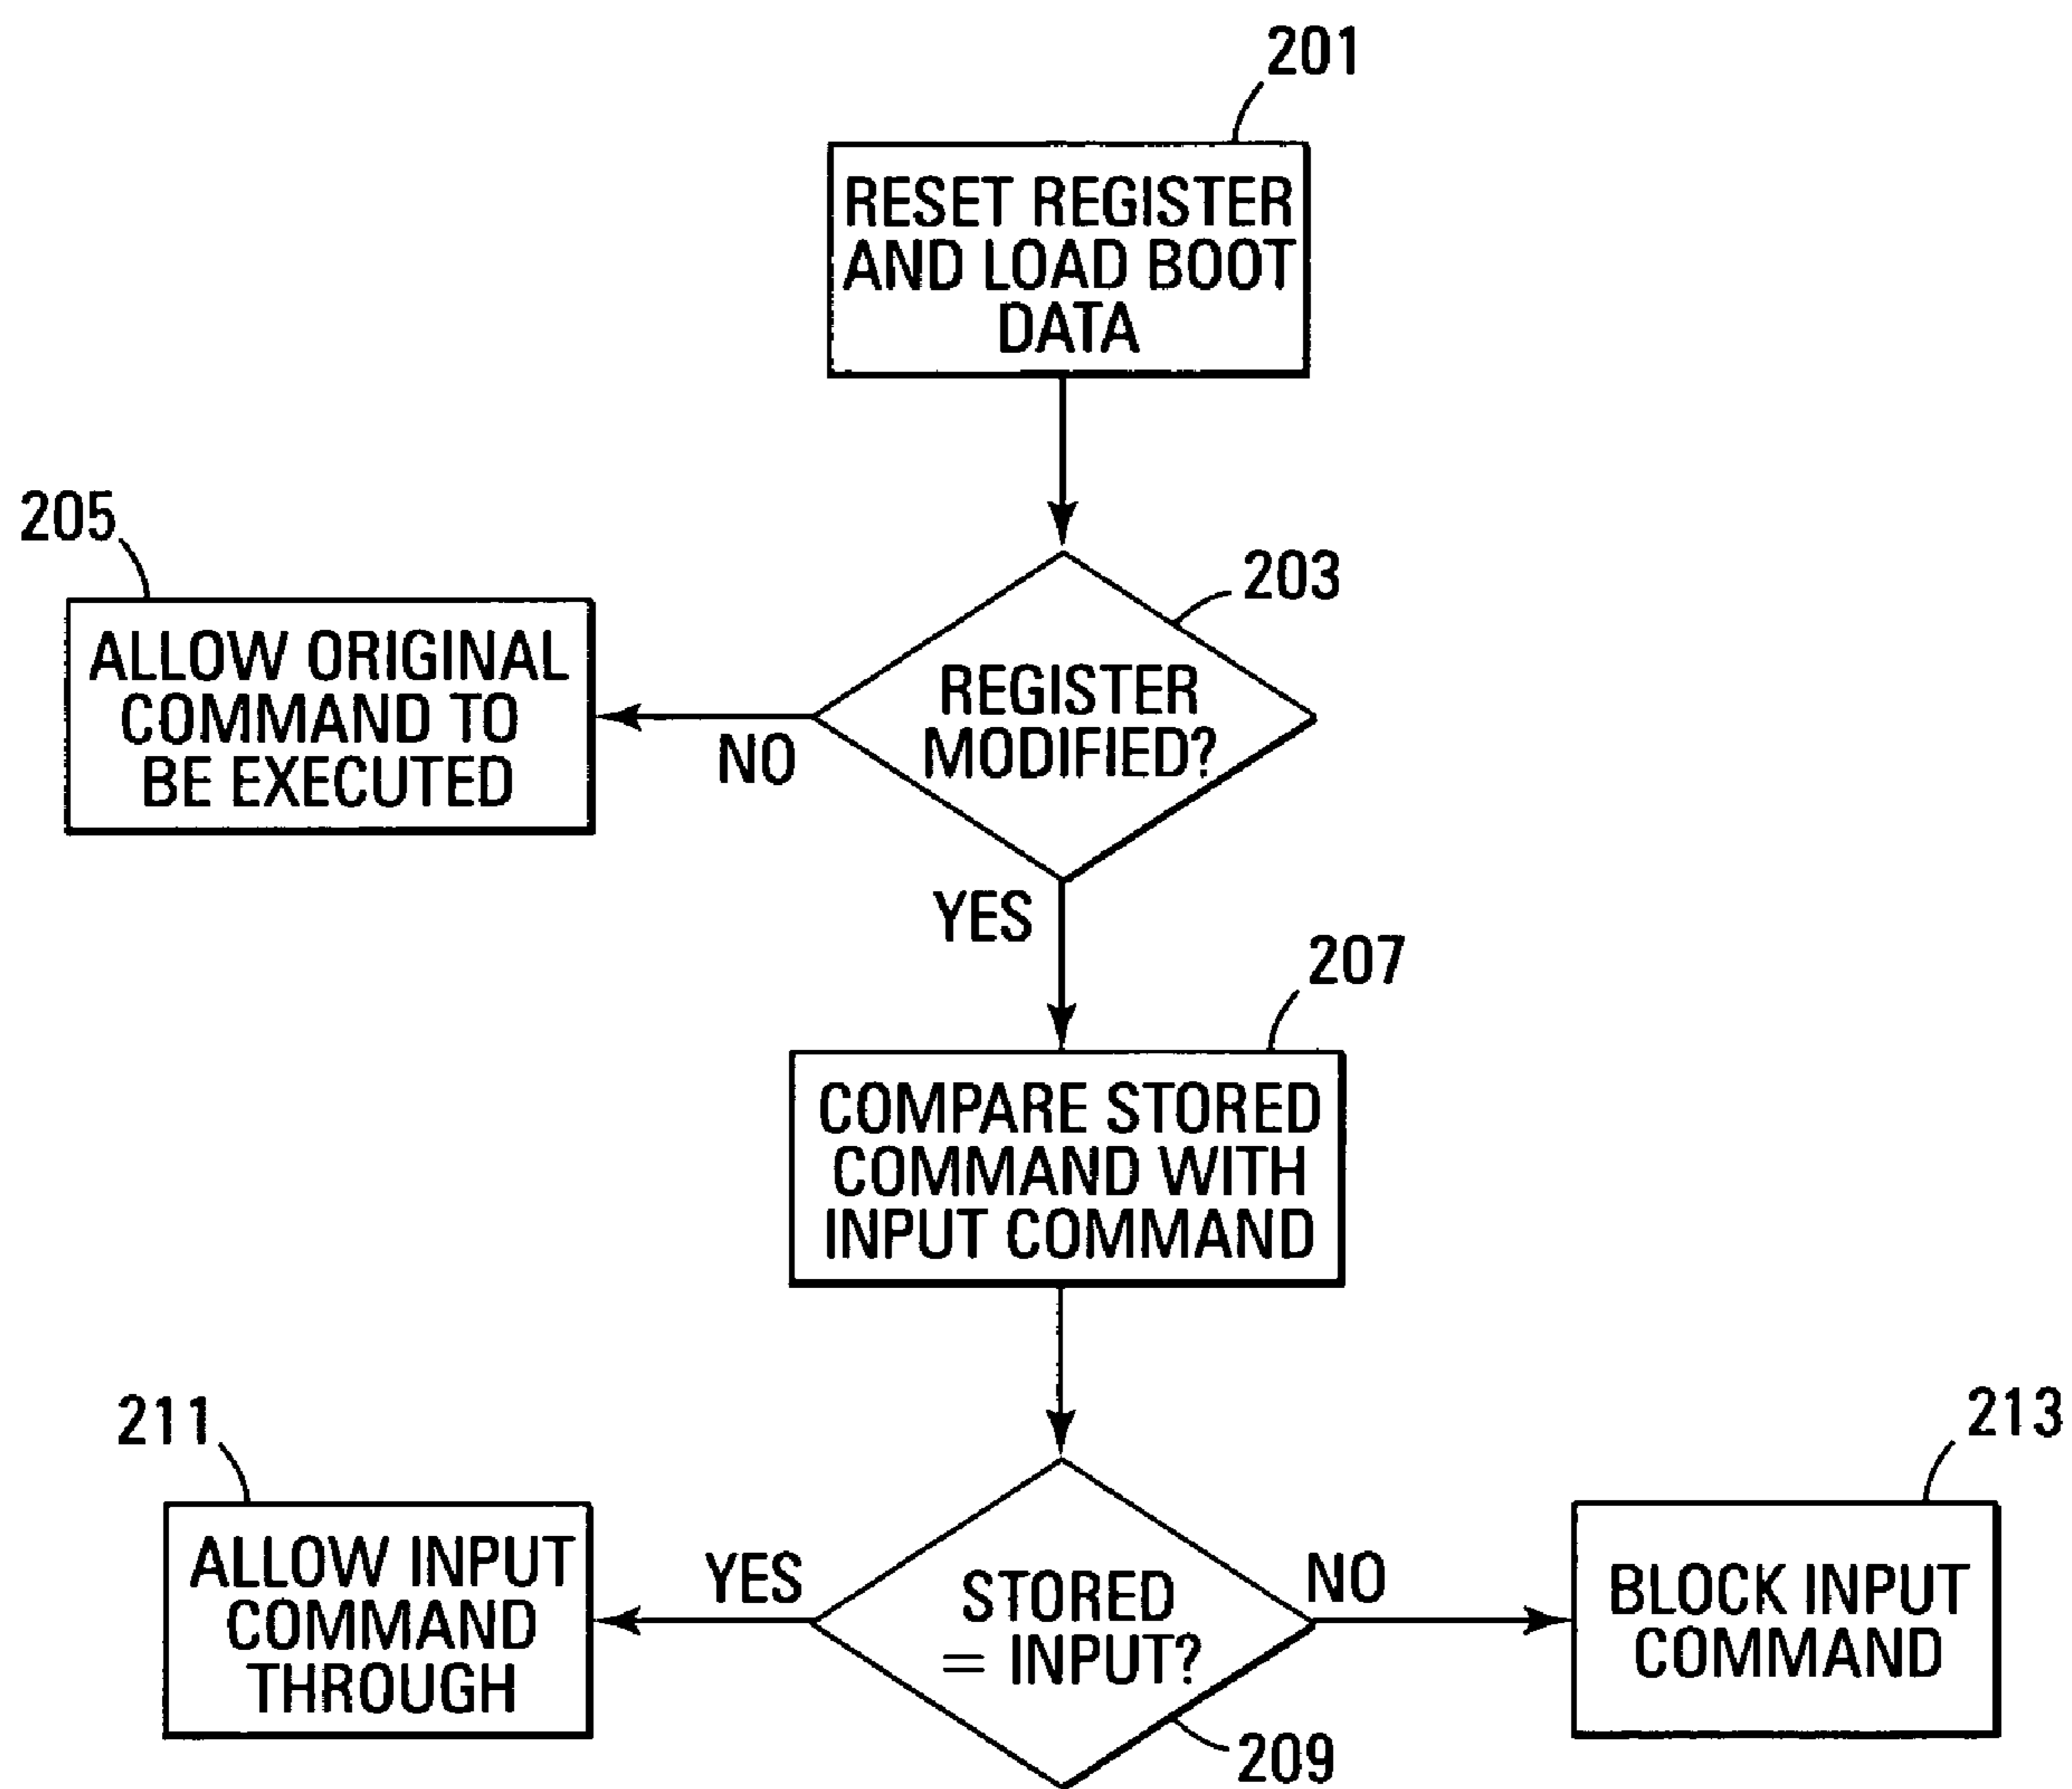 201
RESET REGISTER
AND LOAD BOOT
DATA
205
203
ALLOW ORIGINAL
COMMAND TO
BE EXECUTED
REGISTER
MODIFIED?
NO
YES
207
COMPARE STORED
COMMAND WITH
INPUT COMMAND
211
213
ALLOW INPUT
COMMAND
THROUGH
YES
STORED
= INPUT?
NO
BLOCK INPUT
COMMAND
209